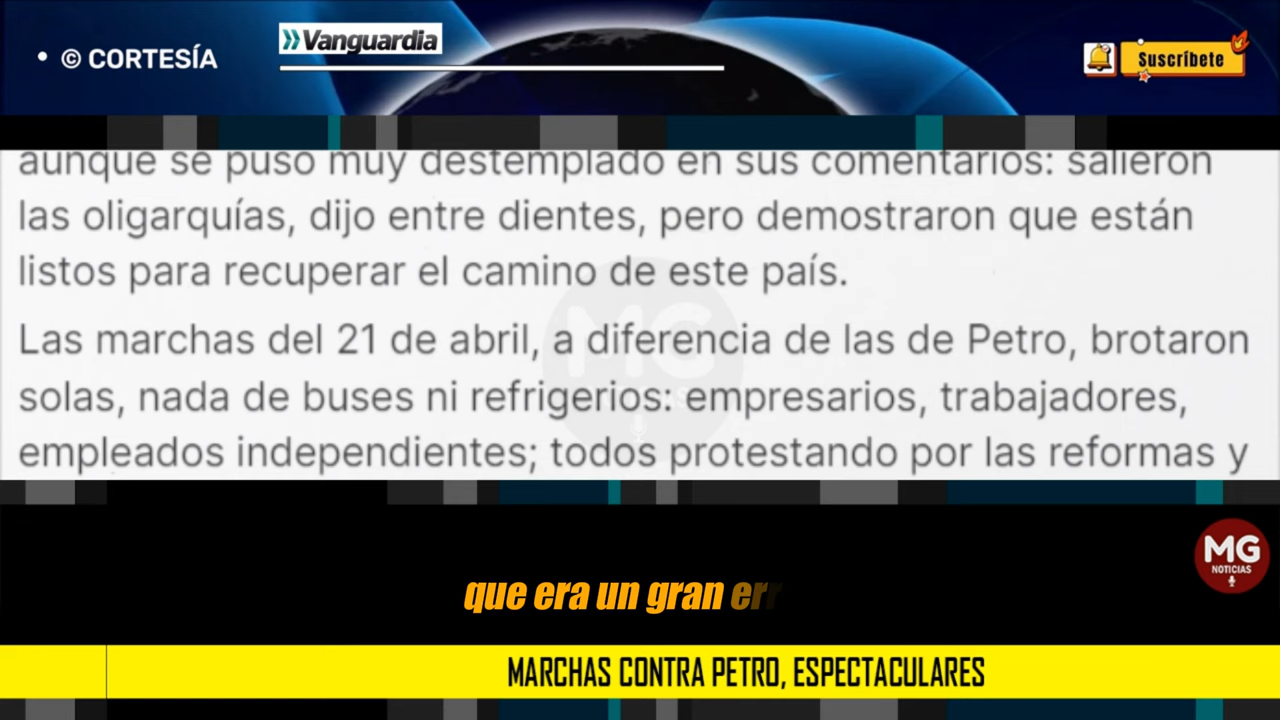 • © CORTESÍA
Vanguardia
Suscríbete
aunque se puso muy destemplado en sus comentarios: salieron
las oligarquías, dijo entre dientes, pero demostraron que están
listos para recuperar el camino de este país.
Las marchas del 21 de abril, a diferencia de las de Petro, brotaron
solas, nada de buses ni refrigerios: empresarios, trabajadores,
empleados independientes; todos protestando por las reformas y
MG
NOTICIAS
que era un gran err
MARCHAS CONTRA PETRO, ESPECTACULARES